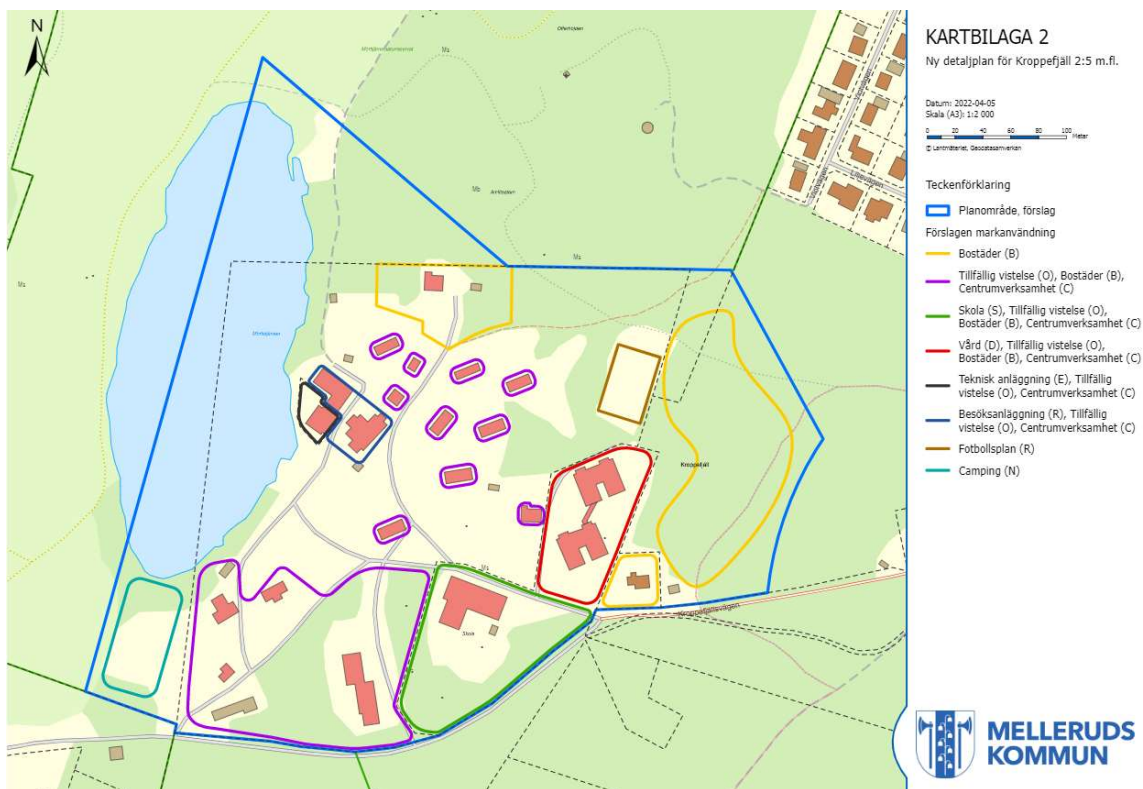 N
KARTBILAGA 2
Ny detaljplan för Kroppefjäll 2:5 m.fl.
Datum: 2022-04-05
Skala (A3): 1:2 000
0 20 40 60 80 100 Meter
© Lantmäteriet, Geodatasamverkan
Teckenförklaring
Planområde, förslag
Förslagen markanvändning
Bostäder (B)
Tillfällig vistelse (O), Bostäder (B),
Centrumverksamhet (C)
Skola (S), Tillfällig vistelse (O),
Bostäder (B), Centrumverksamhet (C)
Vård (D), Tillfällig vistelse (O),
Bostäder (B), Centrumverksamhet (C)
Teknisk anläggning (E), Tillfällig
vistelse (O), Centrumverksamhet (C)
Besöksanläggning (R), Tillfällig
vistelse (O), Centrumverksamhet (C)
Fotbollsplan (R)
Camping (N)
Kroppefjäll
Skola
MELLERUDS
KOMMUN